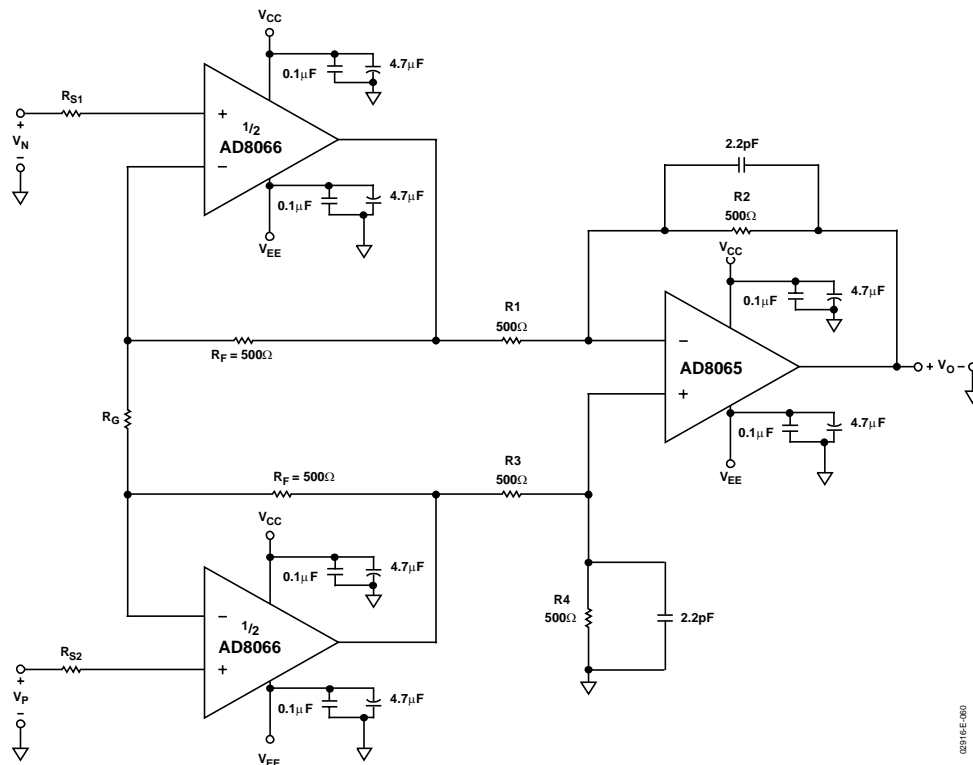 VCC
4.7μF
0.1μF
RS1
+
VN
−
+
1/2
AD8066
−
4.7μF
0.1μF
VEE
2.2pF
R2
500Ω
VCC
4.7μF
0.1μF
R1
500Ω
RF = 500Ω
−
AD8065
+
+ VO −
RG
4.7μF
0.1μF
VEE
R3
500Ω
RF = 500Ω
VCC
4.7μF
0.1μF
R4
500Ω
2.2pF
−
1/2
AD8066
+
RS2
+
VP
−
4.7μF
0.1μF
VEE
02916-E-060